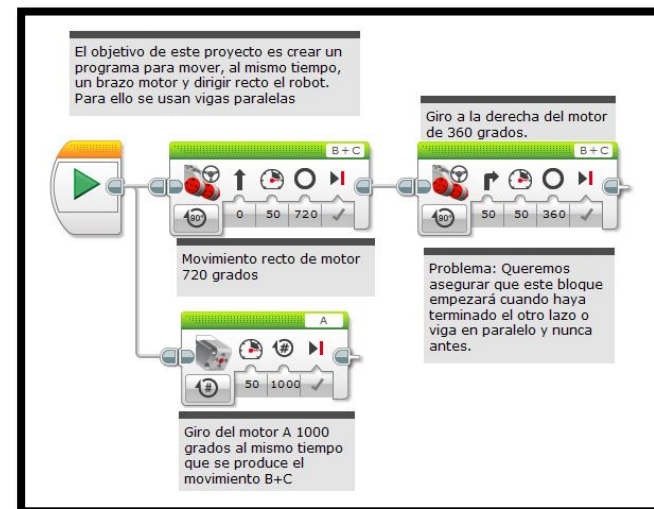 El objetivo de este proyecto es crear un
programa para mover, al mismo tiempo,
un brazo motor y dirigir recto el robot.
Para ello se usan vigas paralelas
Giro a la derecha del motor
de 360 grados.
B+C
B+C
0 50 720
50 50 360
Movimiento recto de motor
720 grados
Problema: Queremos
asegurar que este bloque
empezará cuando haya
terminado el otro lazo o
viga en paralelo y nunca
antes.
A
#
#
50 1000
Giro del motor A 1000
grados al mismo tiempo
que se produce el
movimiento B+C